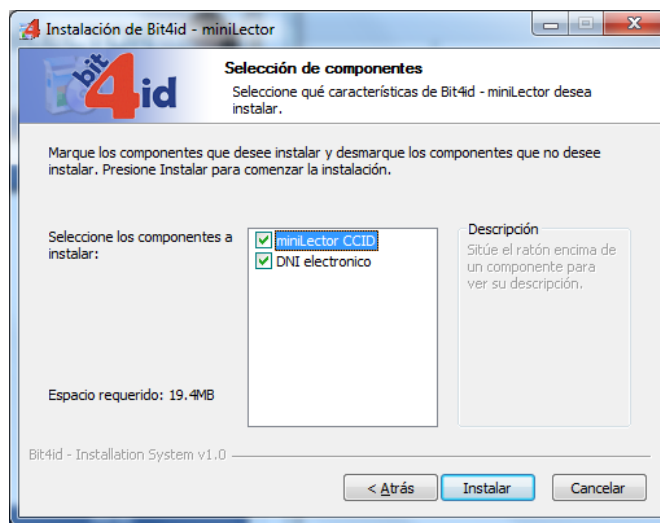 Instalación de Bit4id - miniLector
bit
4id
Selección de componentes
Seleccione qué características de Bit4id - miniLector desea
instalar.
Marque los componentes que desee instalar y desmarque los componentes que no desee
instalar. Presione Instalar para comenzar la instalación.
Seleccione los componentes a
instalar:
miniLector CCID
DNI electronico
Descripción
Sitúe el ratón encima de
un componente para
ver su descripción.
Espacio requerido: 19.4MB
Bit4id - Installation System v1.0
< Atrás
Instalar
Cancelar